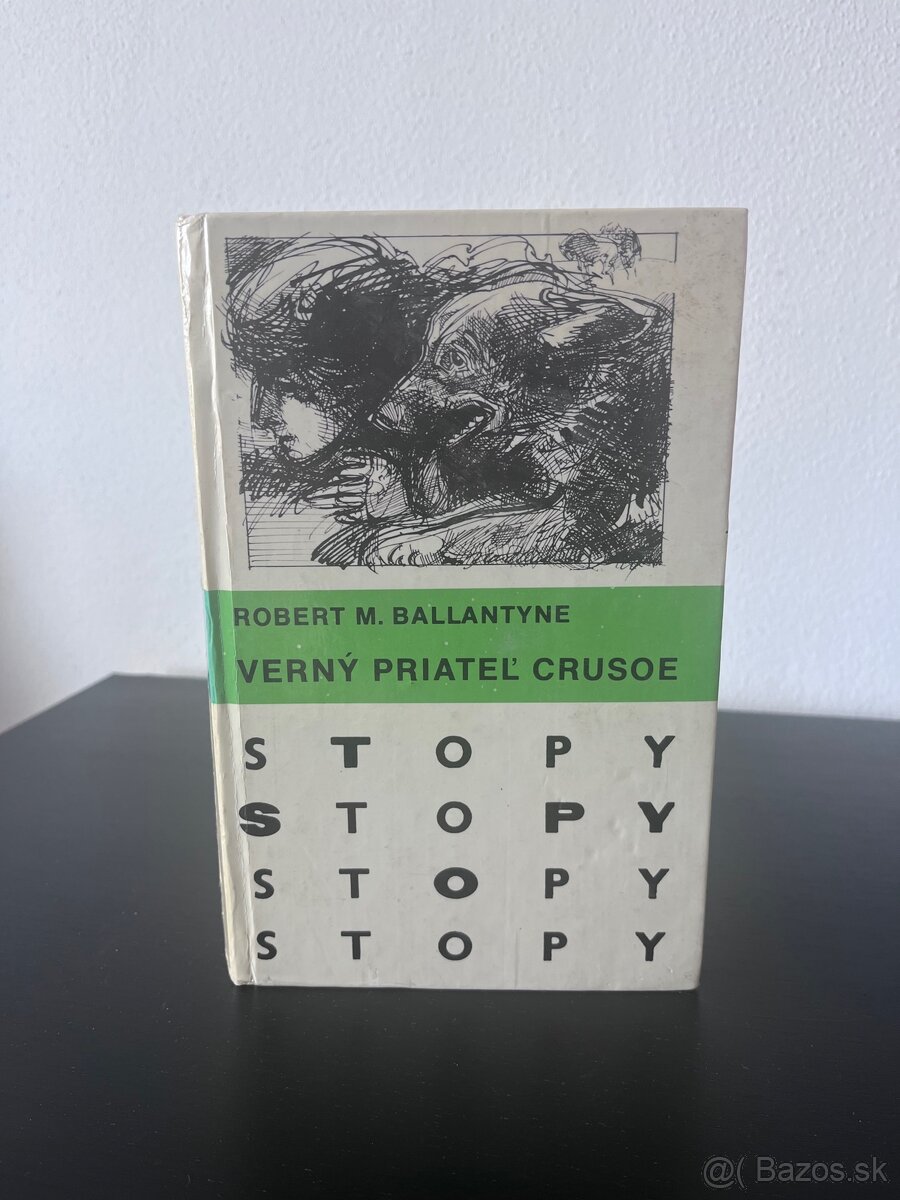 ROBERT M. BALLANTYNE
VERNÝ PRIATEĽ CRUSOE
S T O P Y
S T O P Y
S T O P Y
S T O P Y
@( Bazos.sk